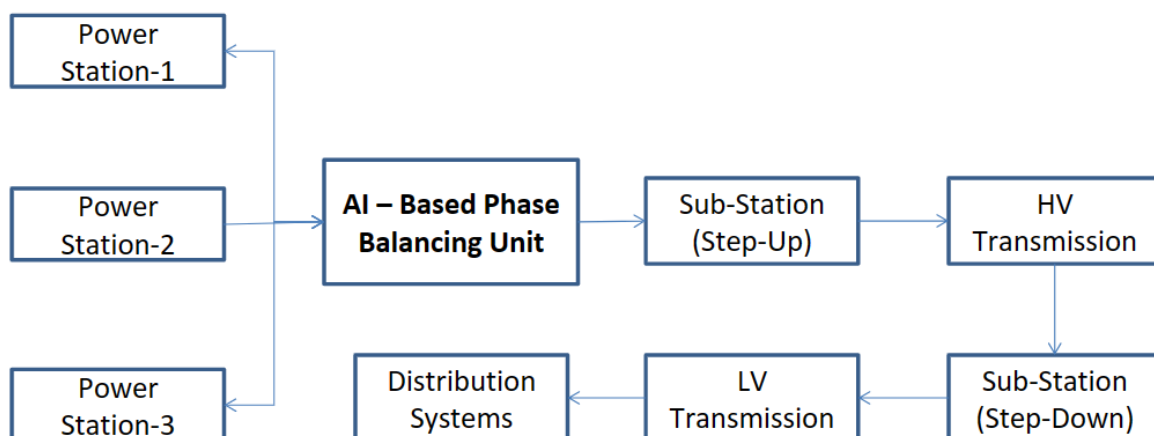 Power
Station-1
Power
Station-2
AI – Based Phase
Balancing Unit
Sub-Station
(Step-Up)
HV
Transmission
Power
Station-3
Distribution
Systems
LV
Transmission
Sub-Station
(Step-Down)